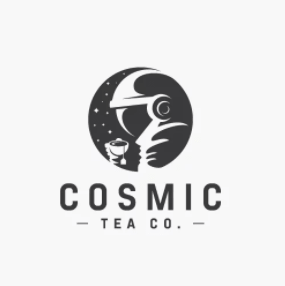 COSMIC
— TEA CO. —